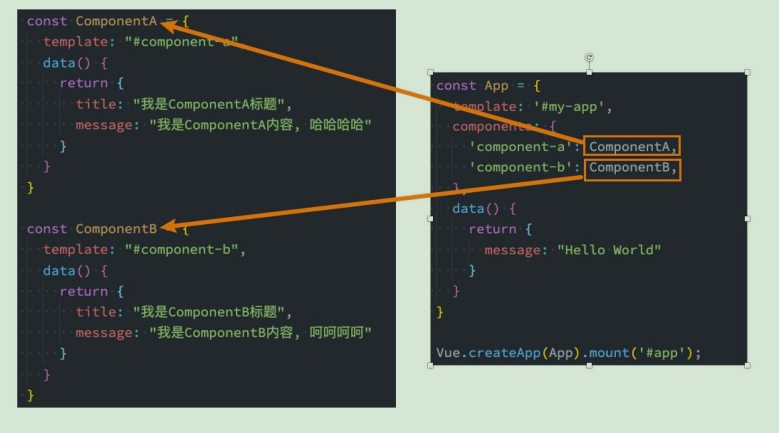 const ComponentA = {
  template: "#component-a",
  data() {
    return {
      title: "我是ComponentA标题",
      message: "我是ComponentA内容, 哈哈哈哈"
    }
  }
}
const ComponentB = {
  template: "#component-b",
  data() {
    return {
      title: "我是ComponentB标题",
      message: "我是ComponentB内容, 呵呵呵呵"
    }
  }
}
const App = {
  template: '#my-app',
  components: {
    'component-a': ComponentA,
    'component-b': ComponentB,
  },
  data() {
    return {
      message: "Hello World"
    }
  }
}
Vue.createApp(App).mount('#app');